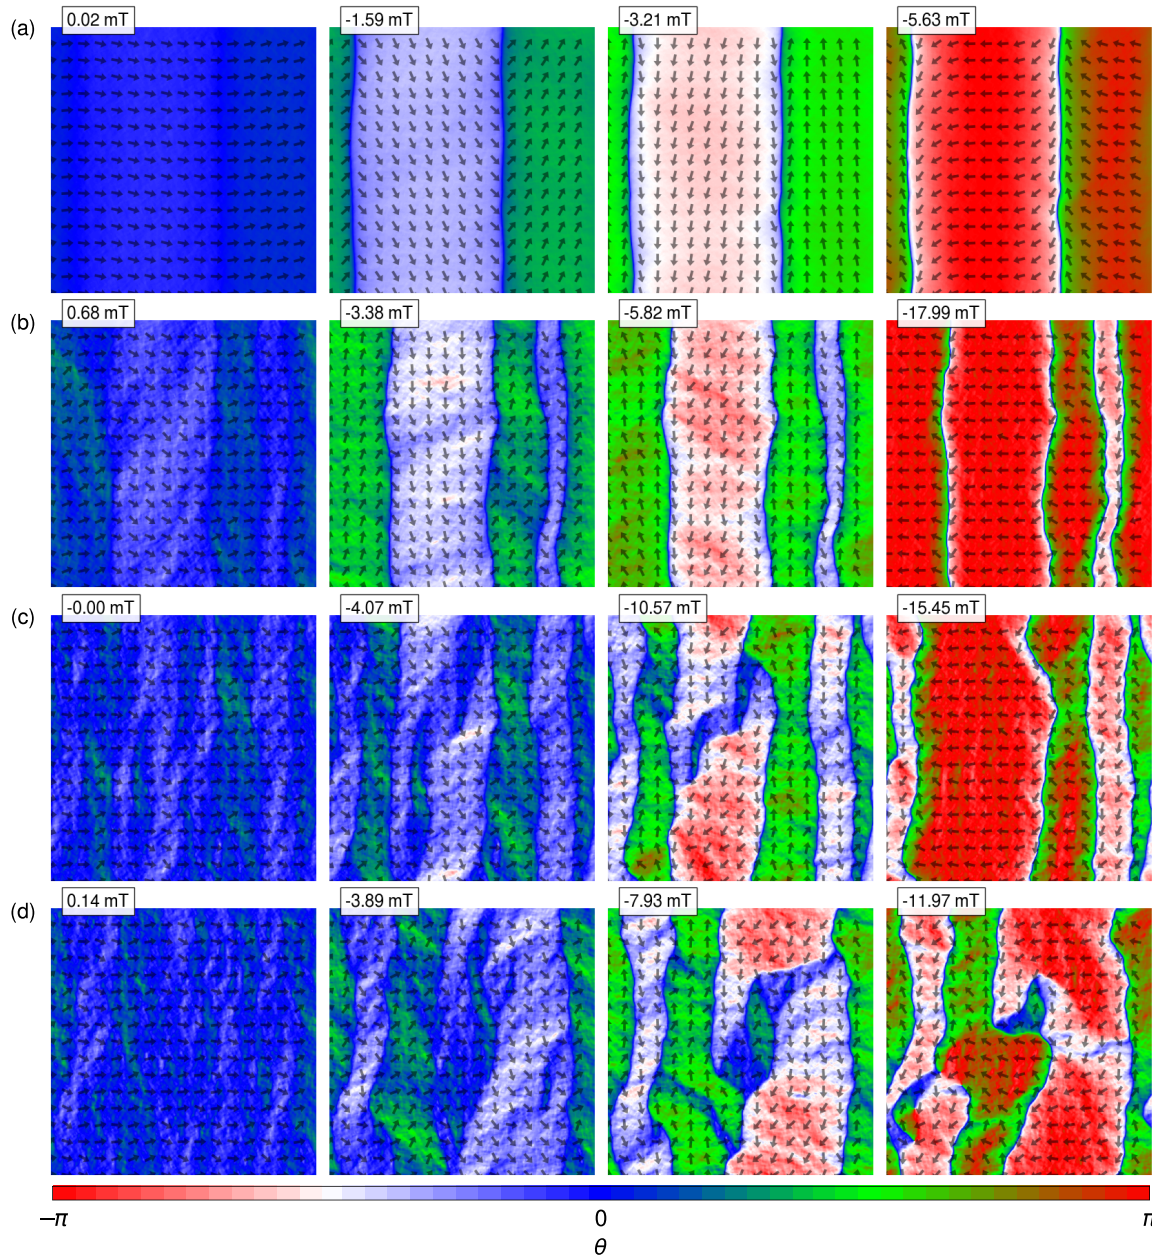 (a) 0.02 mT -1.59 mT -3.21 mT -5.63 mT
(b) 0.68 mT -3.38 mT -5.82 mT -17.99 mT
(c) -0.00 mT -4.07 mT -10.57 mT -15.45 mT
(d) 0.14 mT -3.89 mT -7.93 mT -11.97 mT
−π 0 π
θ